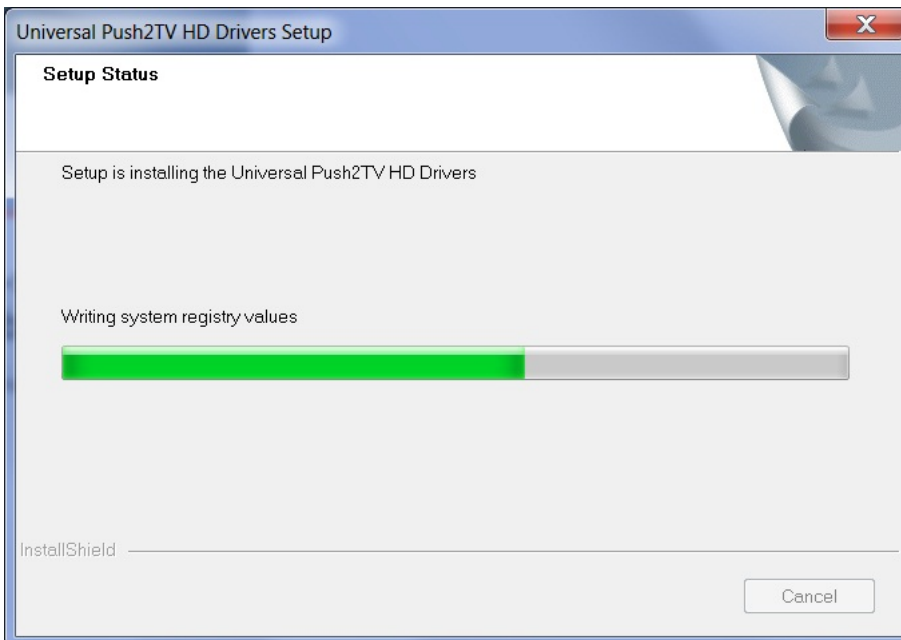 Universal Push2TV HD Drivers Setup
Setup Status
Setup is installing the Universal Push2TV HD Drivers
Writing system registry values
InstallShield
Cancel